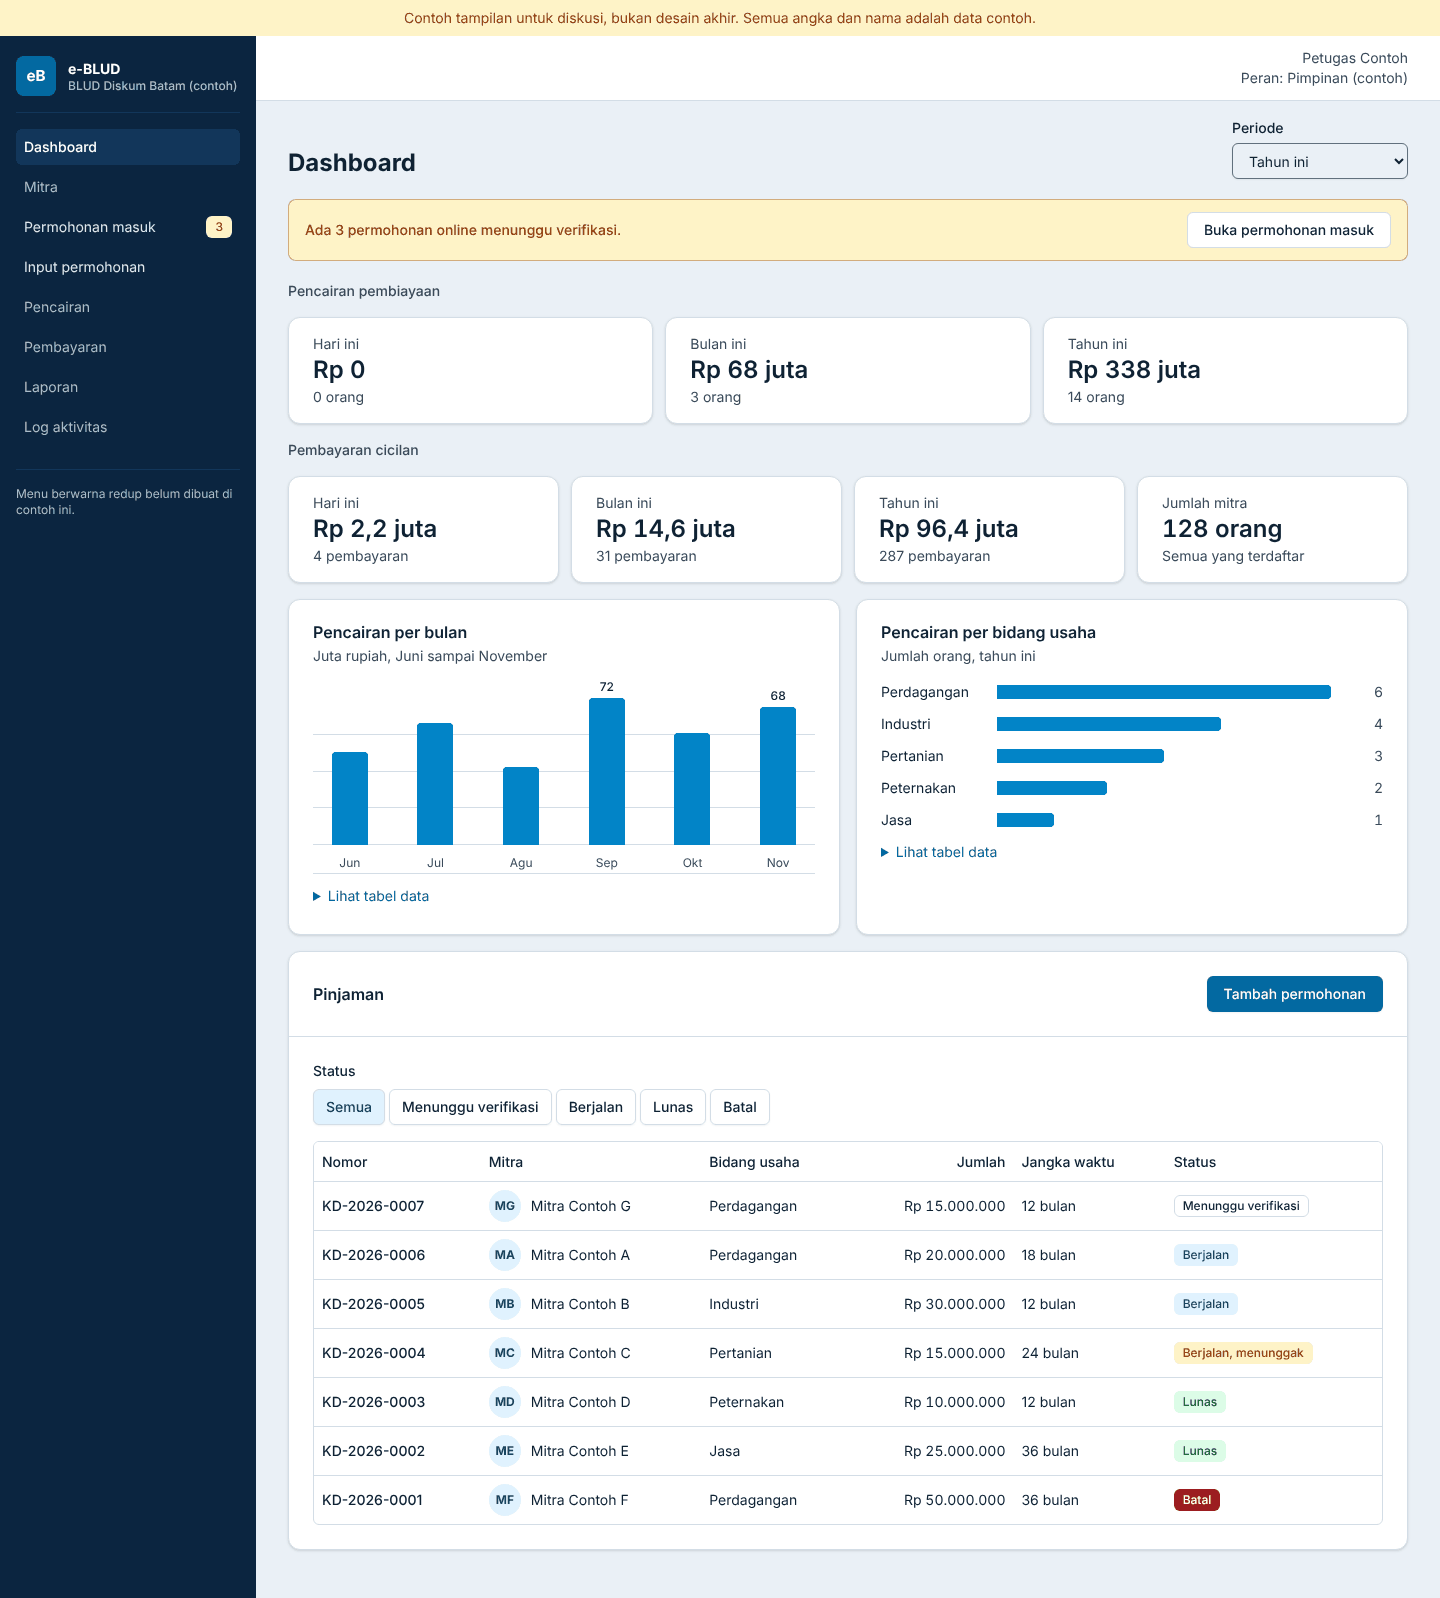 Contoh tampilan untuk diskusi, bukan desain akhir. Semua angka dan nama adalah data contoh.
eB
e-BLUD
BLUD Diskum Batam (contoh)
Dashboard
Mitra
Permohonan masuk 3
Input permohonan
Pencairan
Pembayaran
Laporan
Log aktivitas
Menu berwarna redup belum dibuat di
contoh ini.
Petugas Contoh
Peran: Pimpinan (contoh)
Dashboard
Periode
Tahun ini
Ada 3 permohonan online menunggu verifikasi.
Buka permohonan masuk
Pencairan pembiayaan
Hari ini
Rp 0
0 orang
Bulan ini
Rp 68 juta
3 orang
Tahun ini
Rp 338 juta
14 orang
Pembayaran cicilan
Hari ini
Rp 2,2 juta
4 pembayaran
Bulan ini
Rp 14,6 juta
31 pembayaran
Tahun ini
Rp 96,4 juta
287 pembayaran
Jumlah mitra
128 orang
Semua yang terdaftar
Pencairan per bulan
Juta rupiah, Juni sampai November
72
68
Jun Jul Agu Sep Okt Nov
Lihat tabel data
Pencairan per bidang usaha
Jumlah orang, tahun ini
Perdagangan 6
Industri 4
Pertanian 3
Peternakan 2
Jasa 1
Lihat tabel data
Pinjaman
Tambah permohonan
Status
Semua Menunggu verifikasi Berjalan Lunas Batal
Nomor Mitra Bidang usaha Jumlah Jangka waktu Status
KD-2026-0007 MG Mitra Contoh G Perdagangan Rp 15.000.000 12 bulan Menunggu verifikasi
KD-2026-0006 MA Mitra Contoh A Perdagangan Rp 20.000.000 18 bulan Berjalan
KD-2026-0005 MB Mitra Contoh B Industri Rp 30.000.000 12 bulan Berjalan
KD-2026-0004 MC Mitra Contoh C Pertanian Rp 15.000.000 24 bulan Berjalan, menunggak
KD-2026-0003 MD Mitra Contoh D Peternakan Rp 10.000.000 12 bulan Lunas
KD-2026-0002 ME Mitra Contoh E Jasa Rp 25.000.000 36 bulan Lunas
KD-2026-0001 MF Mitra Contoh F Perdagangan Rp 50.000.000 36 bulan Batal